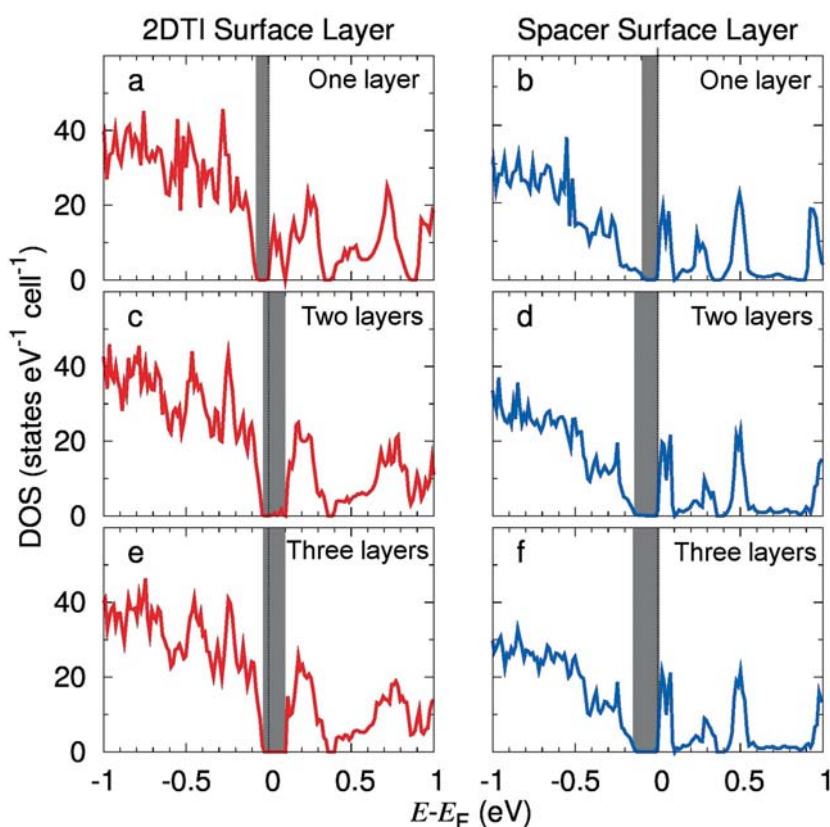 2DTI Surface Layer
Spacer Surface Layer
a One layer
b One layer
c Two layers
d Two layers
e Three layers
f Three layers
DOS (states eV⁻¹ cell⁻¹)
40
20
0
40
20
0
40
20
0
-1 -0.5 0 0.5 1
-1 -0.5 0 0.5 1
E-E_F (eV)